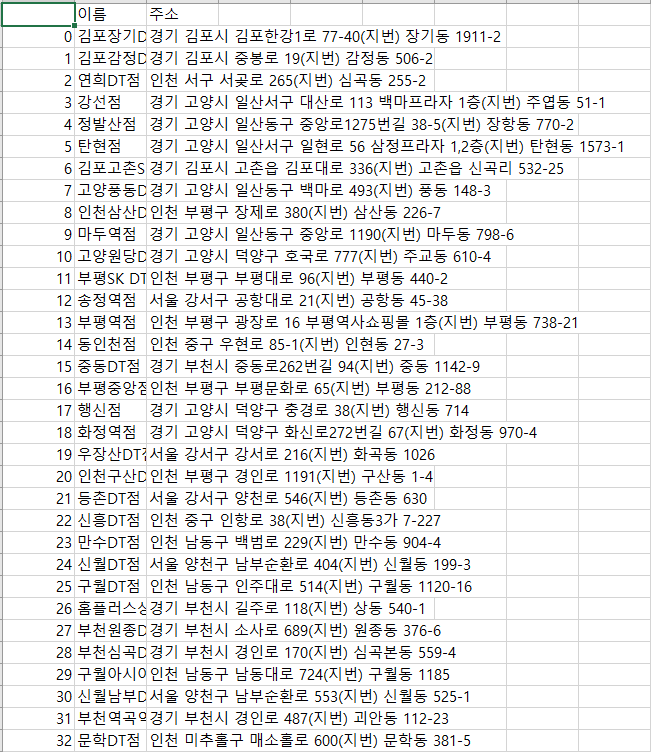 이름 주소
0 김포장기D 경기 김포시 김포한강1로 77-40(지번) 장기동 1911-2
1 김포감정D 경기 김포시 중봉로 19(지번) 감정동 506-2
2 연희DT점 인천 서구 서곶로 265(지번) 심곡동 255-2
3 강선점 경기 고양시 일산서구 대산로 113 백마프라자 1층(지번) 주엽동 51-1
4 정발산점 경기 고양시 일산동구 중앙로1275번길 38-5(지번) 장항동 770-2
5 탄현점 경기 고양시 일산서구 일현로 56 삼정프라자 1,2층(지번) 탄현동 1573-1
6 김포고촌S 경기 김포시 고촌읍 김포대로 336(지번) 고촌읍 신곡리 532-25
7 고양풍동D 경기 고양시 일산동구 백마로 493(지번) 풍동 148-3
8 인천삼산D 인천 부평구 장제로 380(지번) 삼산동 226-7
9 마두역점 경기 고양시 일산동구 중앙로 1190(지번) 마두동 798-6
10 고양원당D 경기 고양시 덕양구 호국로 777(지번) 주교동 610-4
11 부평SK DT 인천 부평구 부평대로 96(지번) 부평동 440-2
12 송정역점 서울 강서구 공항대로 21(지번) 공항동 45-38
13 부평역점 인천 부평구 광장로 16 부평역사쇼핑몰 1층(지번) 부평동 738-21
14 동인천점 인천 중구 우현로 85-1(지번) 인현동 27-3
15 중동DT점 경기 부천시 중동로262번길 94(지번) 중동 1142-9
16 부평중앙점 인천 부평구 부평문화로 65(지번) 부평동 212-88
17 행신점 경기 고양시 덕양구 충경로 38(지번) 행신동 714
18 화정역점 경기 고양시 덕양구 화신로272번길 67(지번) 화정동 970-4
19 우장산DT 서울 강서구 강서로 216(지번) 화곡동 1026
20 인천구산D 인천 부평구 경인로 1191(지번) 구산동 1-4
21 등촌DT점 서울 강서구 양천로 546(지번) 등촌동 630
22 신흥DT점 인천 중구 인항로 38(지번) 신흥동3가 7-227
23 만수DT점 인천 남동구 백범로 229(지번) 만수동 904-4
24 신월DT점 서울 양천구 남부순환로 404(지번) 신월동 199-3
25 구월DT점 인천 남동구 인주대로 514(지번) 구월동 1120-16
26 홈플러스상 경기 부천시 길주로 118(지번) 상동 540-1
27 부천원종D 경기 부천시 소사로 689(지번) 원종동 376-6
28 부천심곡D 경기 부천시 경인로 170(지번) 심곡본동 559-4
29 구월아시아 인천 남동구 남동대로 724(지번) 구월동 1185
30 신월남부D 서울 양천구 남부순환로 553(지번) 신월동 525-1
31 부천역곡역 경기 부천시 경인로 487(지번) 괴안동 112-23
32 문학DT점 인천 미추홀구 매소홀로 600(지번) 문학동 381-5